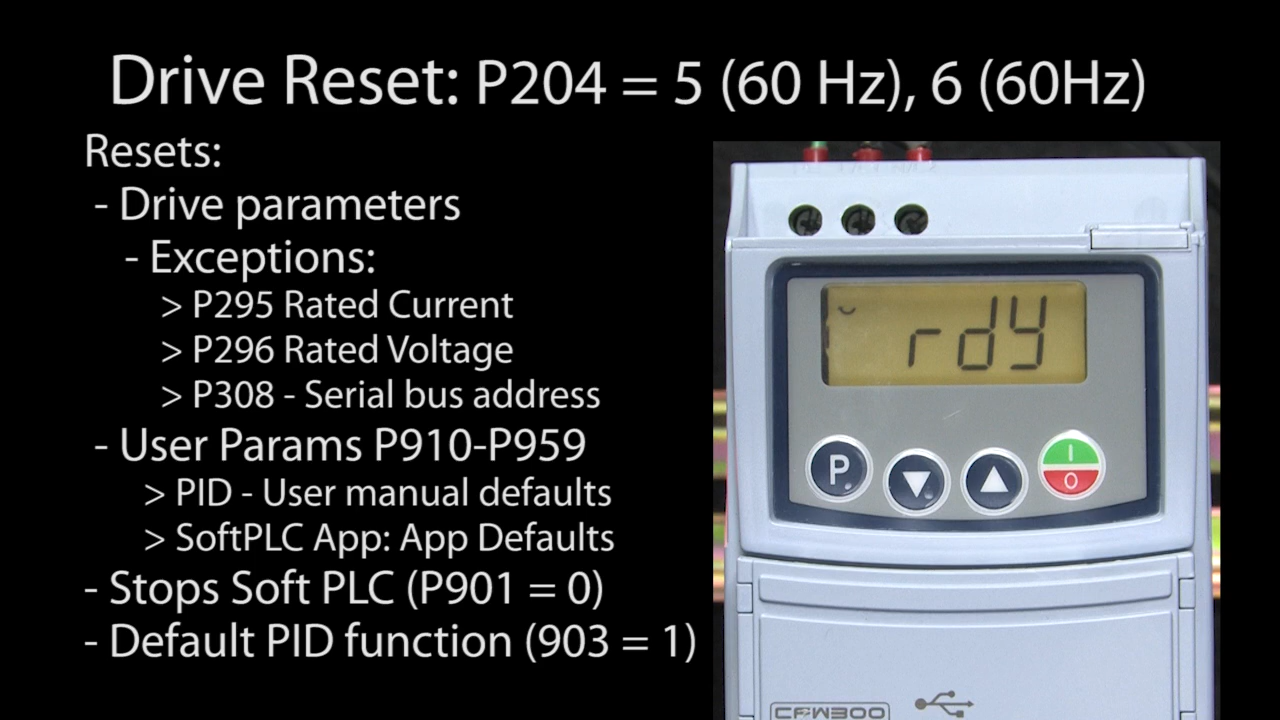 Drive Reset: P204 = 5 (60 Hz), 6 (60Hz)
Resets:
- Drive parameters
- Exceptions:
> P295 Rated Current
> P296 Rated Voltage
> P308 - Serial bus address
- User Params P910-P959
> PID - User manual defaults
> SoftPLC App: App Defaults
- Stops Soft PLC (P901 = 0)
- Default PID function (903 = 1)
rdy
P
I
O
CFW300